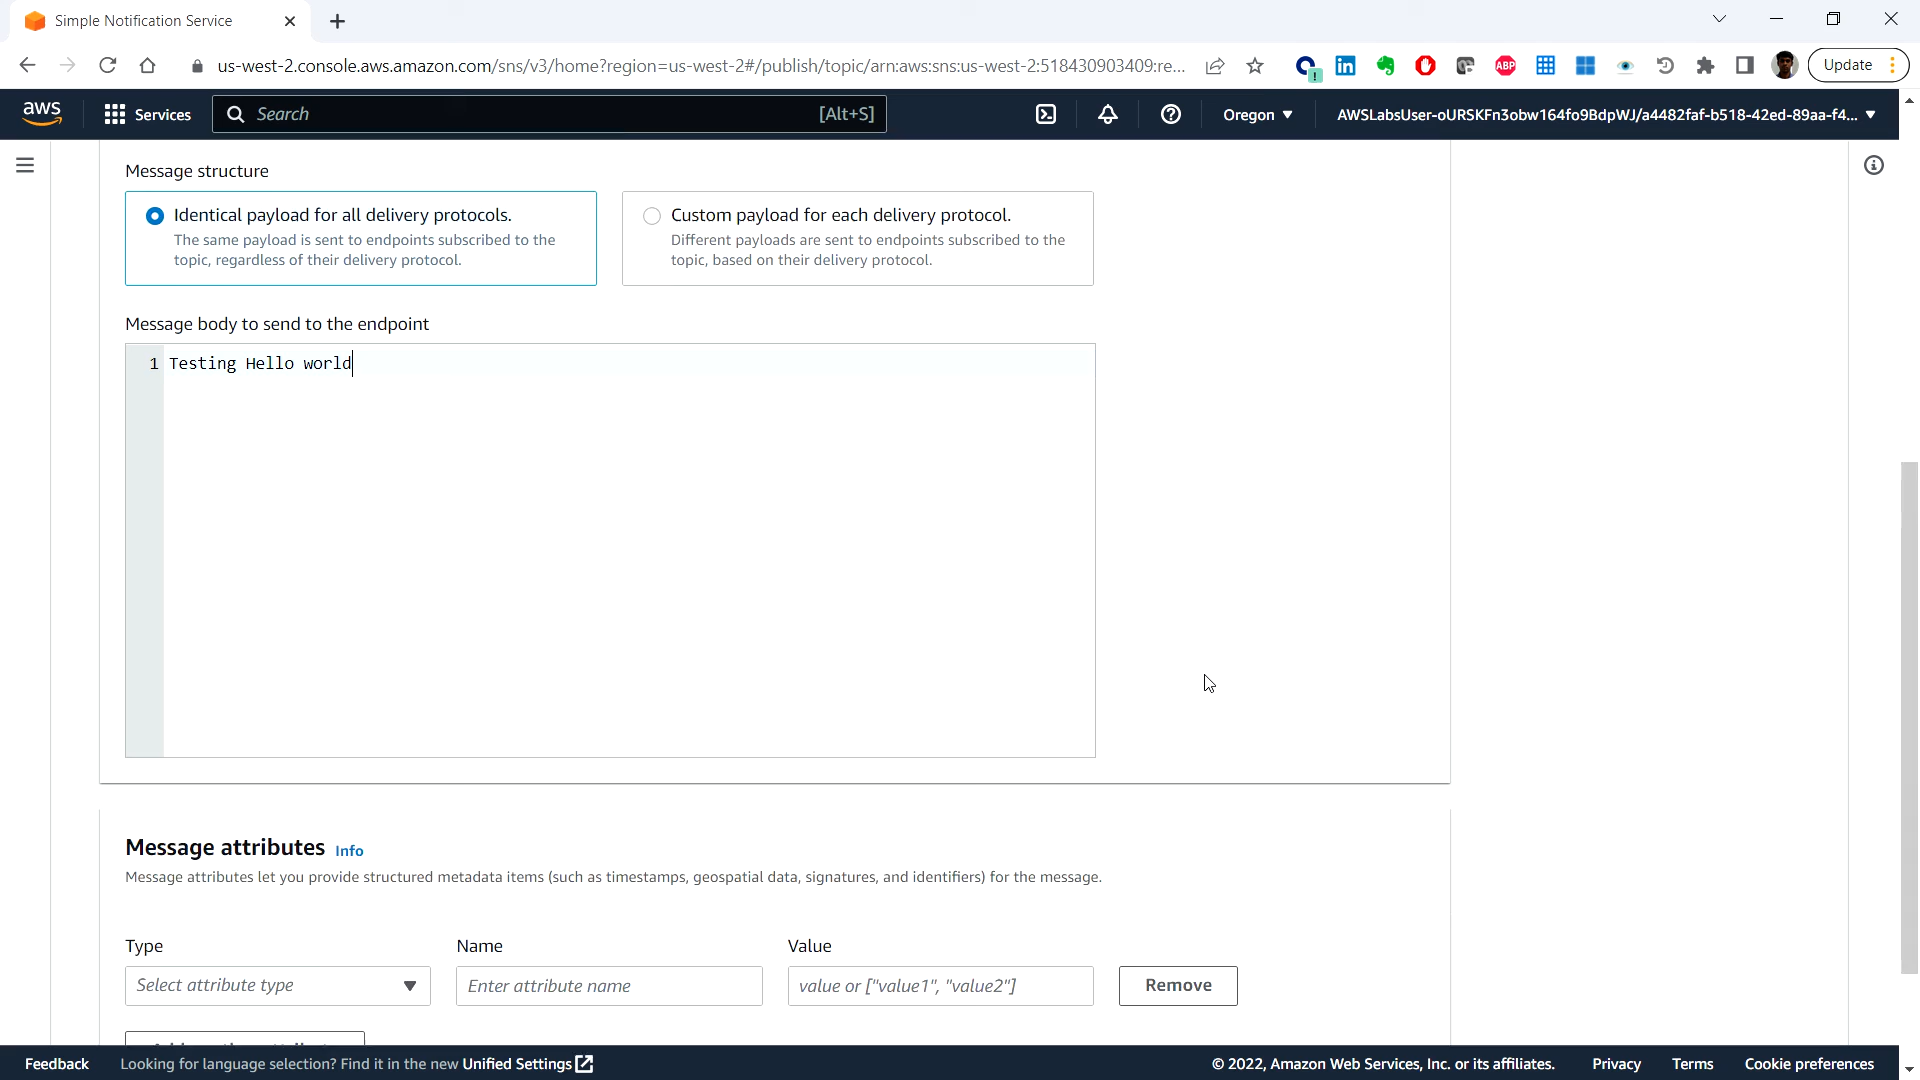 Simple Notification Service
us-west-2.console.aws.amazon.com/sns/v3/home?region=us-west-2#/publish/topic/arn:aws:sns:us-west-2:518430903409:re...
ABP
Update
aws
Services
Search
[Alt+S]
Oregon
AWSLabsUser-oURSKFn3obw164fo9BdpWJ/a4482faf-b518-42ed-89aa-f4...
Message structure
Identical payload for all delivery protocols.
The same payload is sent to endpoints subscribed to the
topic, regardless of their delivery protocol.
Custom payload for each delivery protocol.
Different payloads are sent to endpoints subscribed to the
topic, based on their delivery protocol.
Message body to send to the endpoint
1 Testing Hello world
Message attributes Info
Message attributes let you provide structured metadata items (such as timestamps, geospatial data, signatures, and identifiers) for the message.
Type
Name
Value
Select attribute type
Enter attribute name
value or ["value1", "value2"]
Remove
Feedback
Looking for language selection? Find it in the new Unified Settings
© 2022, Amazon Web Services, Inc. or its affiliates.
Privacy
Terms
Cookie preferences